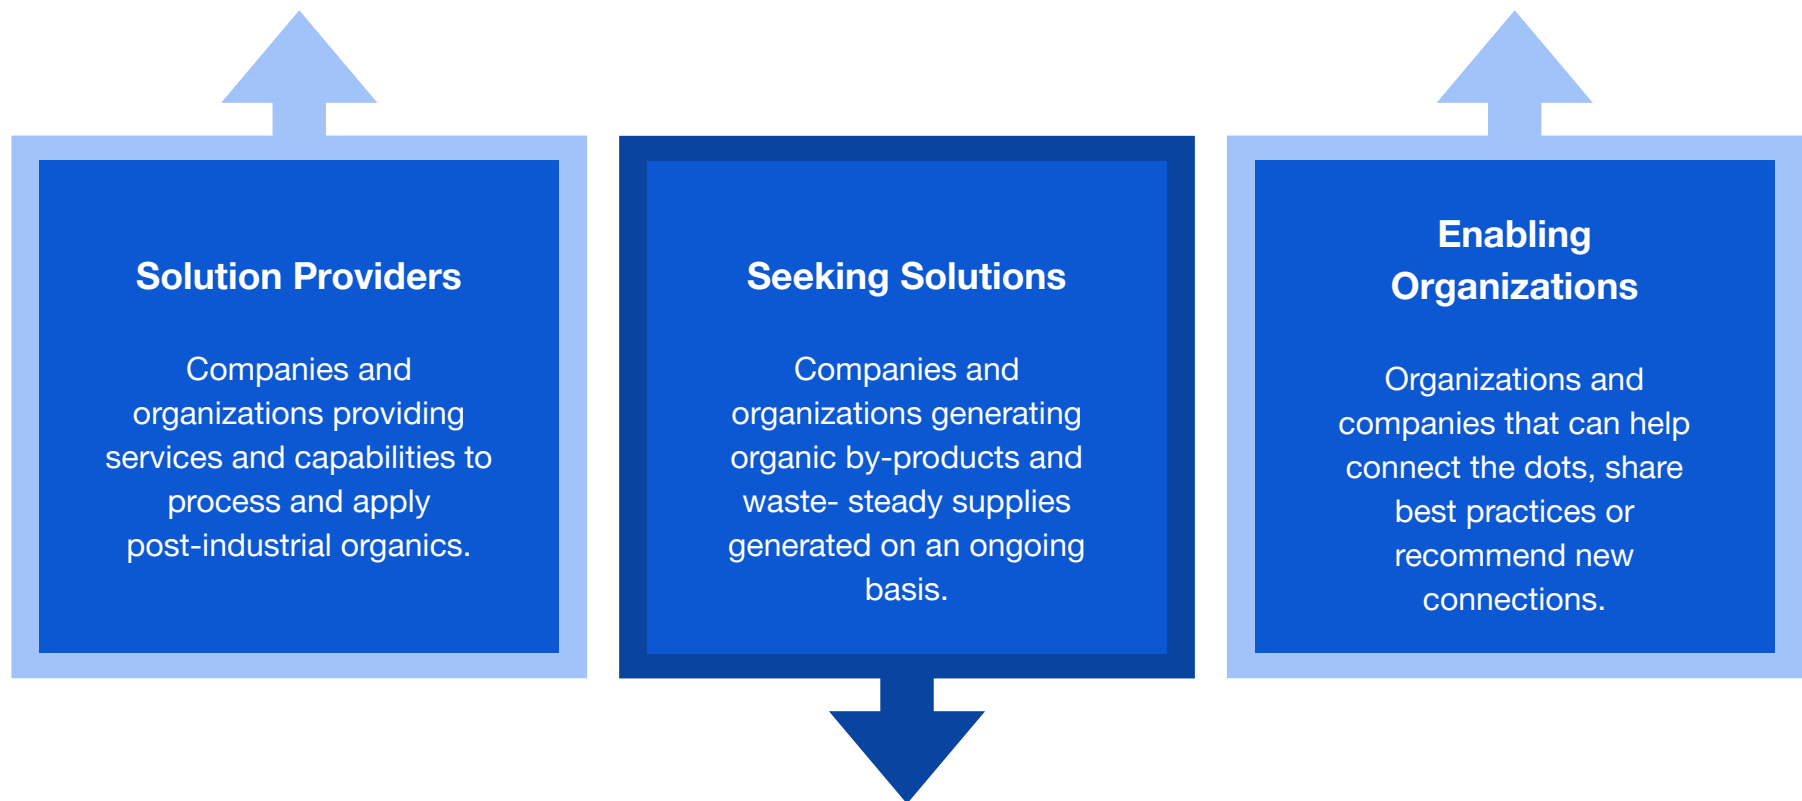 Solution Providers
Companies and
organizations providing
services and capabilities to
process and apply
post-industrial organics.
Seeking Solutions
Companies and
organizations generating
organic by-products and
waste- steady supplies
generated on an ongoing
basis.
Enabling
Organizations
Organizations and
companies that can help
connect the dots, share
best practices or
recommend new
connections.